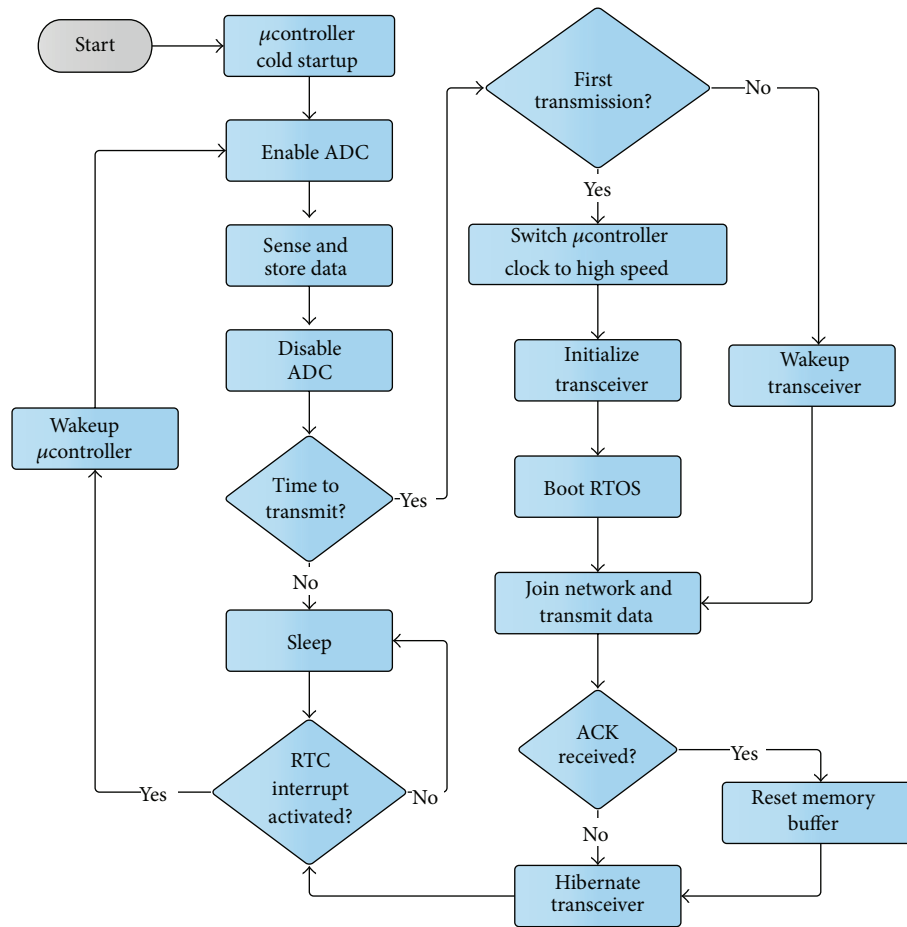 Start
μcontroller
cold startup
Enable ADC
Sense and
store data
Disable
ADC
Time to
transmit?
Yes
No
Sleep
RTC
interrupt
activated?
No
Yes
Wakeup
μcontroller
First
transmission?
No
Yes
Switch μcontroller
clock to high speed
Initialize
transceiver
Boot RTOS
Wakeup
transceiver
Join network and
transmit data
ACK
received?
Yes
No
Reset memory
buffer
Hibernate
transceiver